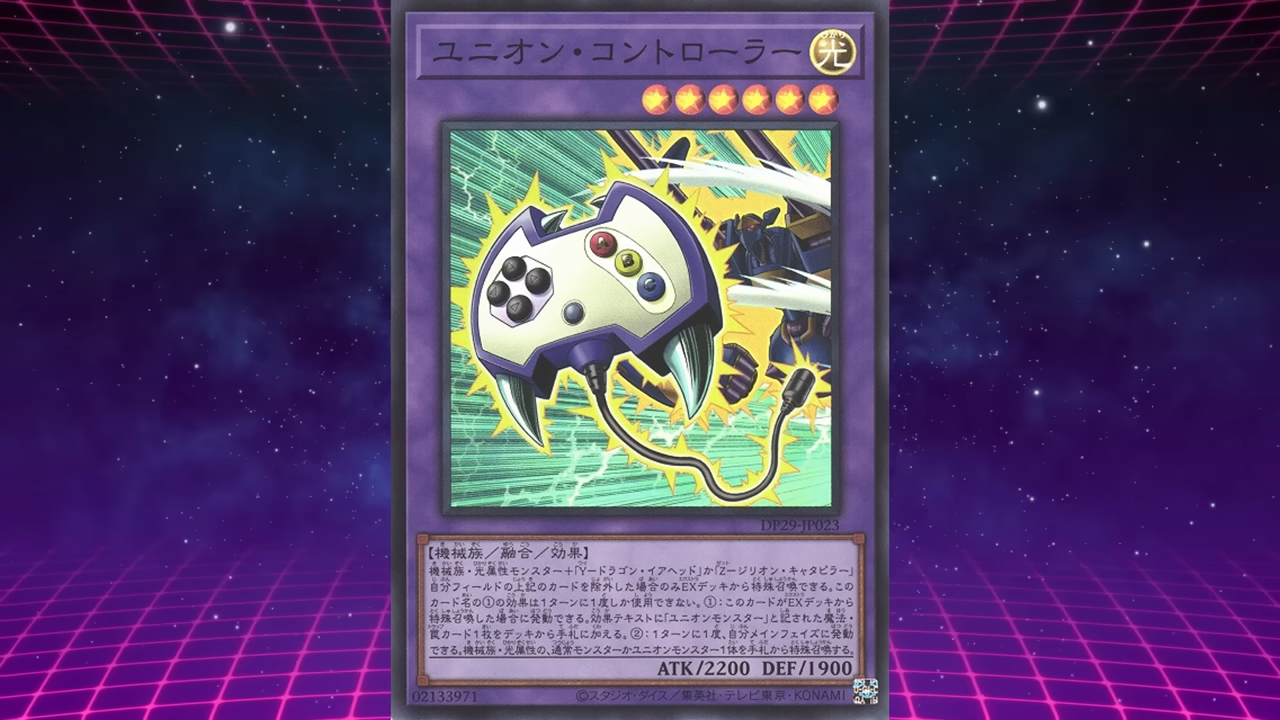 ユニオン・コントローラー
光
A
B
C
DP29-JP023
【機械族/融合/効果】
機械族・光属性モンスター+「Y-ドラゴン・イアヘッド」か「Z-ジリオン・キャタピラー」
自分フィールドの上記のカードを除外した場合のみEXデッキから特殊召喚できる。この
カード名の①の効果は1ターンに1度しか使用できない。①:このカードがEXデッキから
特殊召喚した場合に発動できる。効果テキストに「ユニオンモンスター」と記された魔法・
罠カード1枚をデッキから手札に加える。②:1ターンに1度、自分メインフェイズに発動
できる。機械族・光属性の、通常モンスターかユニオンモンスター1体を手札から特殊召喚する。
ATK/2200 DEF/1900
02133971
©スタジオ・ダイス/集英社・テレビ東京・KONAMI